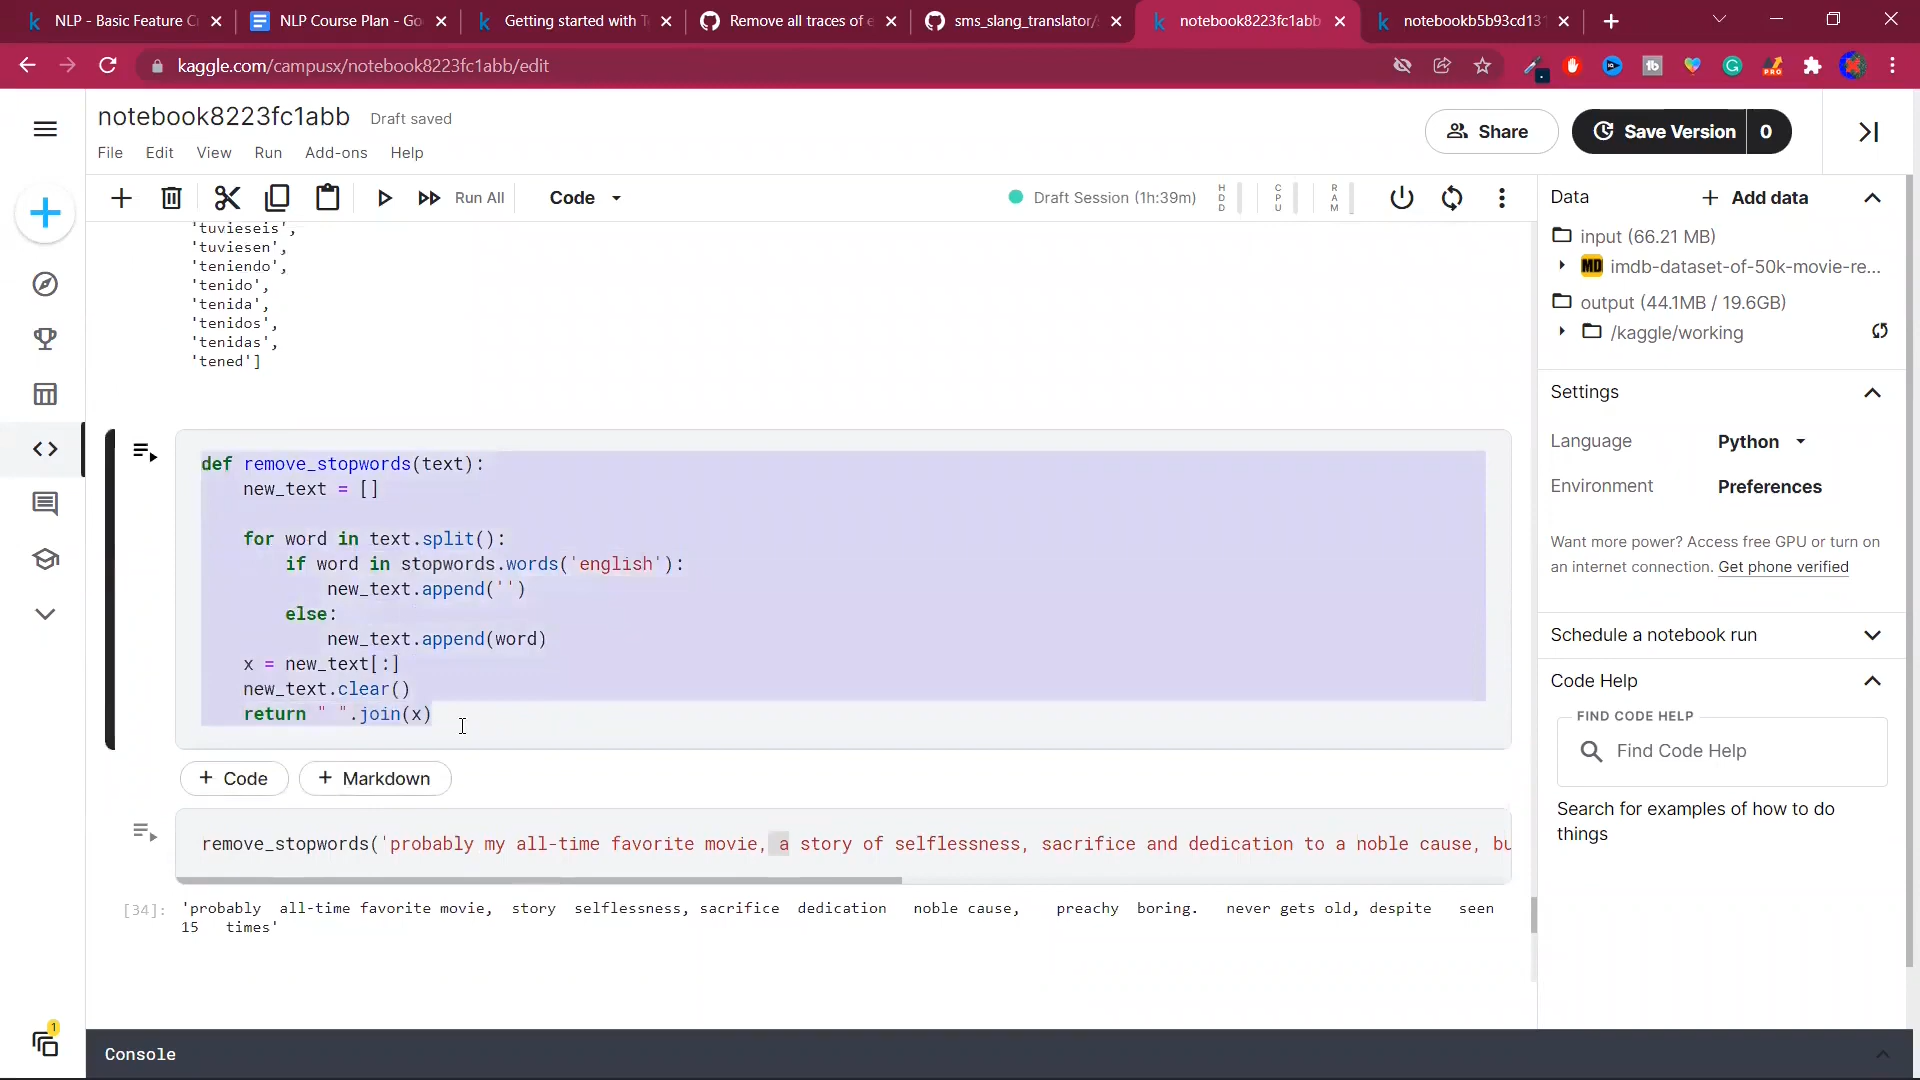 NLP - Basic Feature C
NLP Course Plan - Go
Getting started with T
Remove all traces of e
sms_slang_translator/
notebook8223fc1abb
notebookb5b93cd131
kaggle.com/campusx/notebook8223fc1abb/edit
notebook8223fc1abb Draft saved
Share
Save Version 0
File Edit View Run Add-ons Help
Run All Code
Draft Session (1h:39m)
HDD CPU RAM
'tuvieseis',
'tuviesen',
'teniendo',
'tenido',
'tenida',
'tenidos',
'tenidas',
'tened']
def remove_stopwords(text):
new_text = []
for word in text.split():
if word in stopwords.words('english'):
new_text.append('')
else:
new_text.append(word)
x = new_text[:]
new_text.clear()
return " ".join(x)
+ Code + Markdown
remove_stopwords('probably my all-time favorite movie, a story of selflessness, sacrifice and dedication to a noble cause, bu
[34]: 'probably  all-time favorite movie,  story  selflessness, sacrifice  dedication   noble cause,    preachy  boring.   never gets old, despite   seen
15   times'
Console
Data + Add data
input (66.21 MB)
MD imdb-dataset-of-50k-movie-re...
output (44.1MB / 19.6GB)
/kaggle/working
Settings
Language Python
Environment Preferences
Want more power? Access free GPU or turn on
an internet connection. Get phone verified
Schedule a notebook run
Code Help
FIND CODE HELP
Find Code Help
Search for examples of how to do
things
1